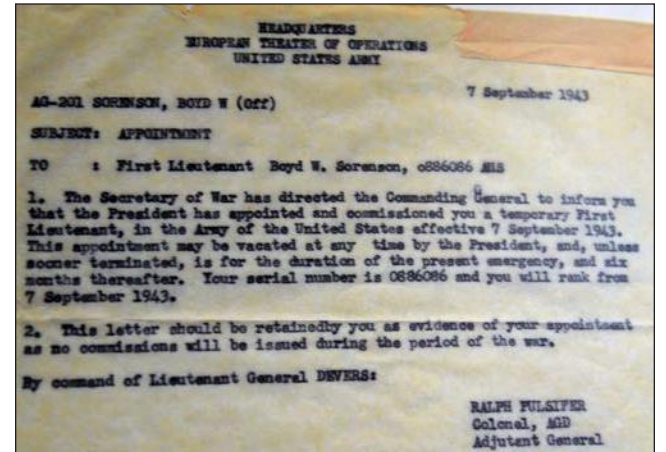 HEADQUARTERS
EUROPEAN THEATER OF OPERATIONS
UNITED STATES ARMY
7 September 1943
AG-201 SORENSON, BOYD W (Off)
SUBJECT: APPOINTMENT
TO : First Lieutenant Boyd W. Sorenson, o886086 AUS
1. The Secretary of War has directed the Commanding General to inform you
that the President has appointed and commissioned you a temporary First
Lieutenant, in the Army of the United States effective 7 September 1943.
This appointment may be vacated at any time by the President, and, unless
sooner terminated, is for the duration of the present emergency, and six
months thereafter. Your serial number is 0886086 and you will rank from
7 September 1943.
2. This letter should be retainedby you as evidence of your appointment
as no commissions will be issued during the period of the war.
By command of Lieutenant General DEVERS:
RALPH PULSIFER
Colonel, AGD
Adjutant General